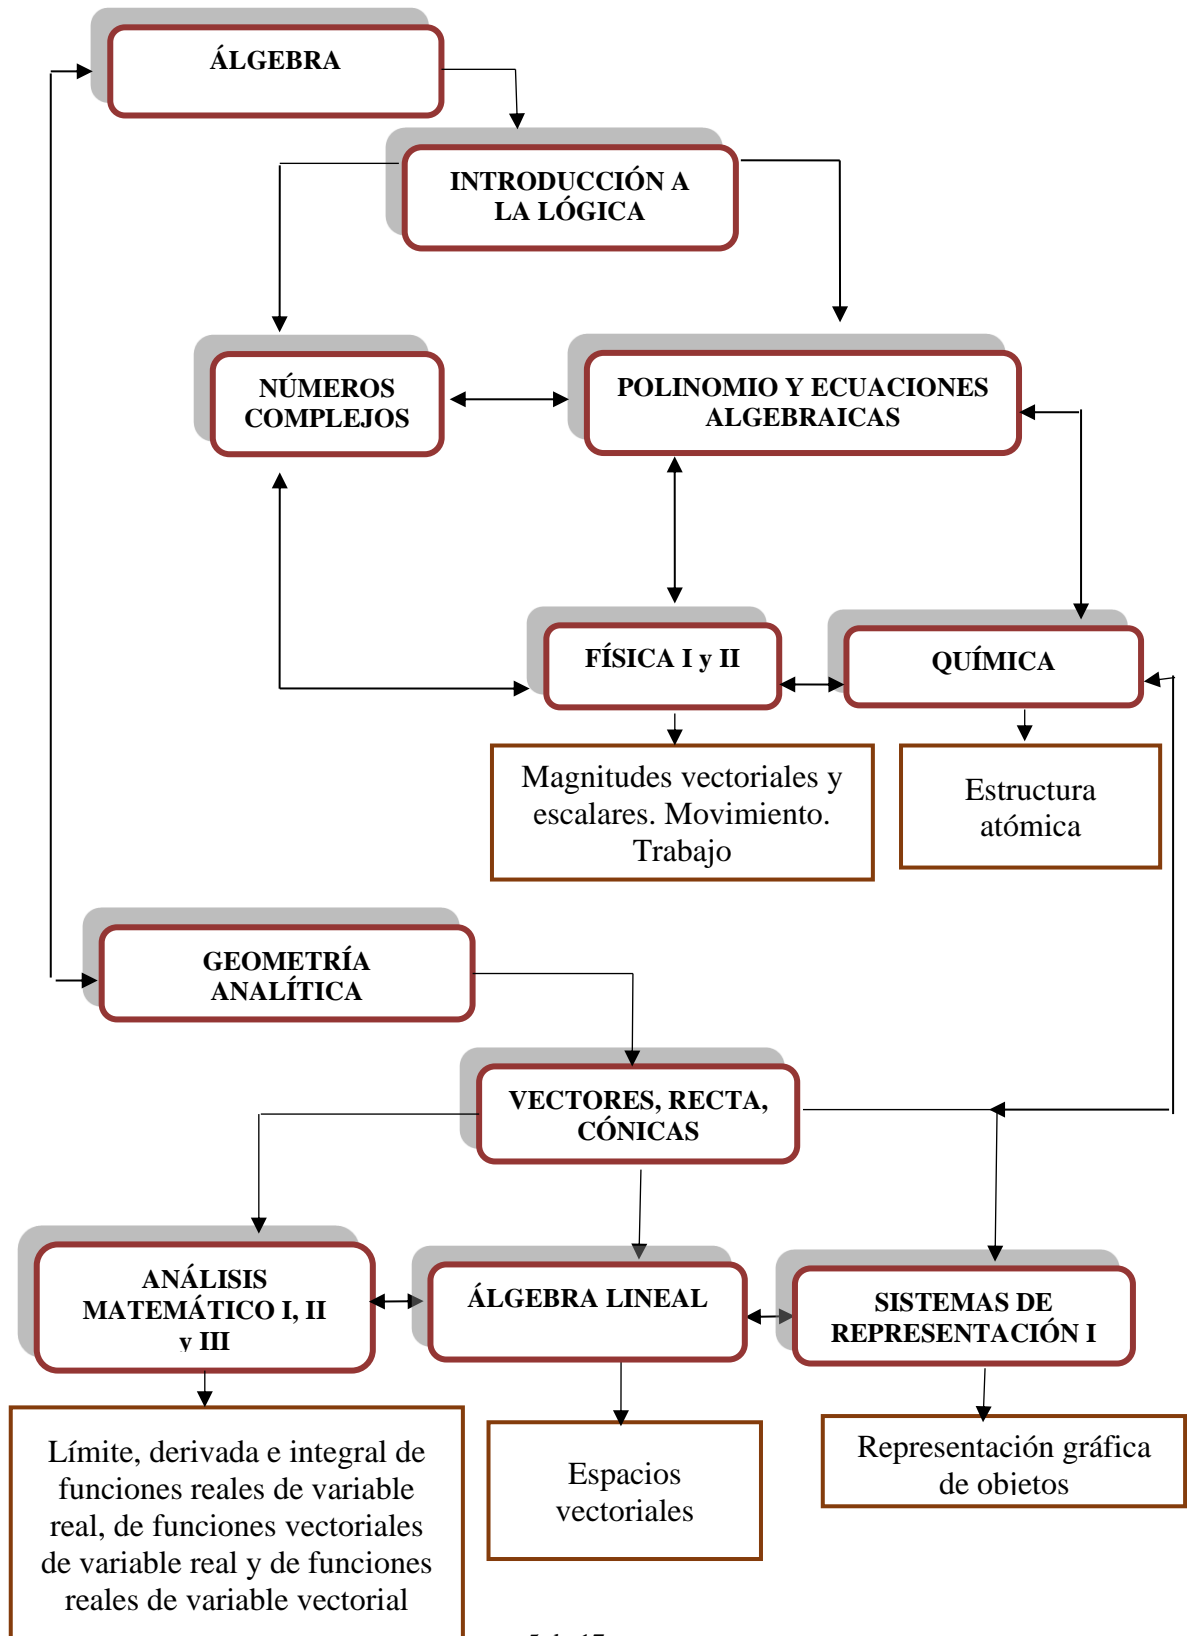 ÁLGEBRA
INTRODUCCIÓN A
LA LÓGICA
NÚMEROS
COMPLEJOS
POLINOMIO Y ECUACIONES
ALGEBRAICAS
FÍSICA I y II
QUÍMICA
Magnitudes vectoriales y
escalares. Movimiento.
Trabajo
Estructura
atómica
GEOMETRÍA
ANALÍTICA
VECTORES, RECTA,
CÓNICAS
ANÁLISIS
MATEMÁTICO I, II
y III
ÁLGEBRA LINEAL
SISTEMAS DE
REPRESENTACIÓN I
Límite, derivada e integral de
funciones reales de variable
real, de funciones vectoriales
de variable real y de funciones
reales de variable vectorial
Espacios
vectoriales
Representación gráfica
de objetos